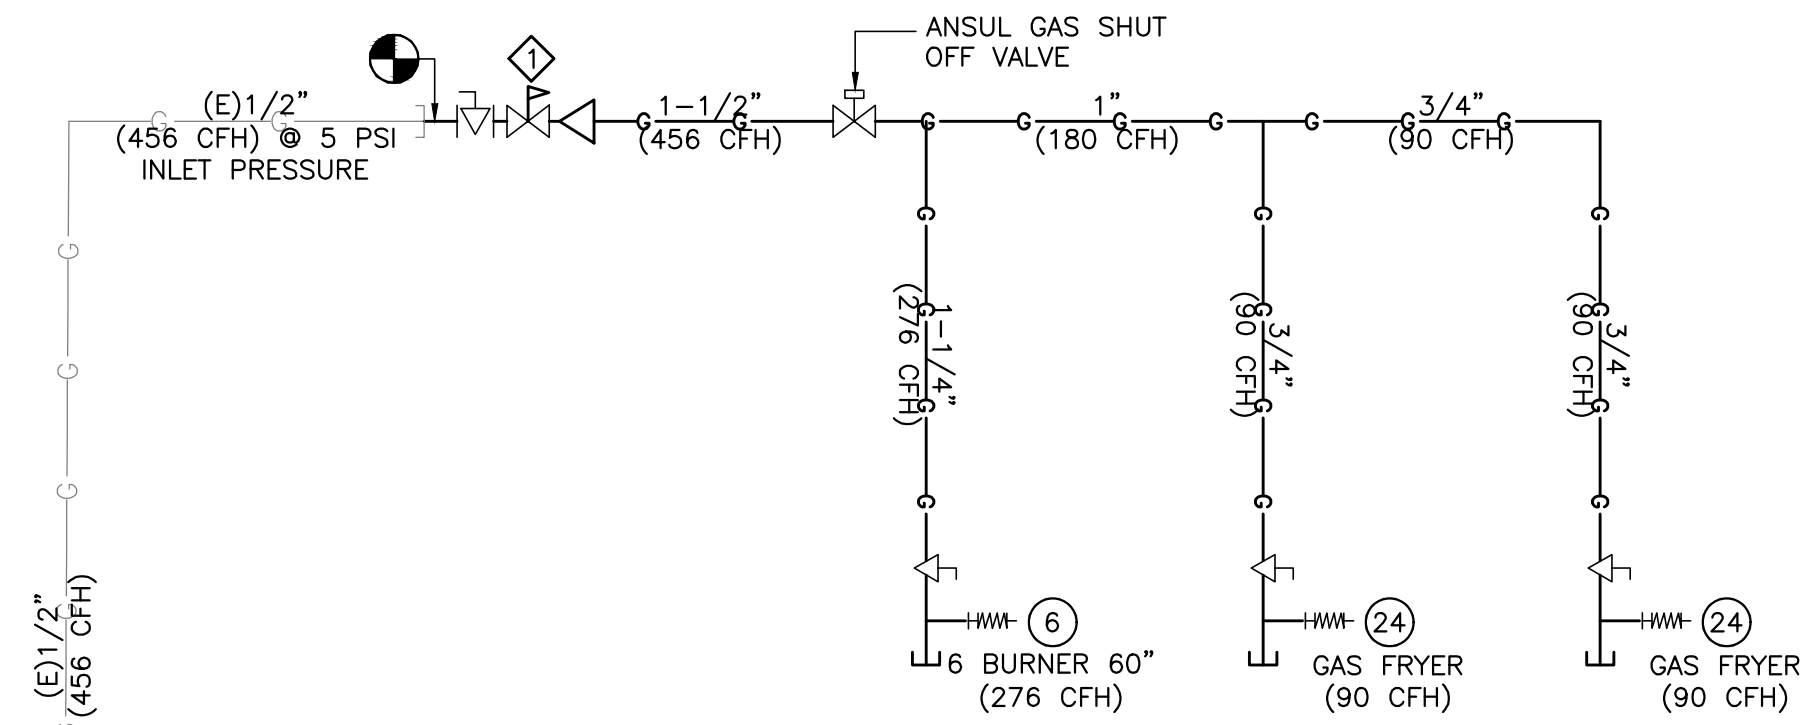 ANSUL GAS SHUT
OFF VALVE
1
(E)1/2”
G G
(456 CFH) @ 5 PSI
INLET PRESSURE
1-1/2”
G G
(456 CFH)
1”
G G G G
(180 CFH)
3/4”
G G G
(90 CFH)
G
G
G
G
(E)1/2”
(456 CFH)
G
G
G
G
1-1/4”
(276 CFH)
G
G
G
G
3/4”
(90 CFH)
G
G
G
G
3/4”
(90 CFH)
6
6 BURNER 60”
(276 CFH)
24
GAS FRYER
(90 CFH)
24
GAS FRYER
(90 CFH)